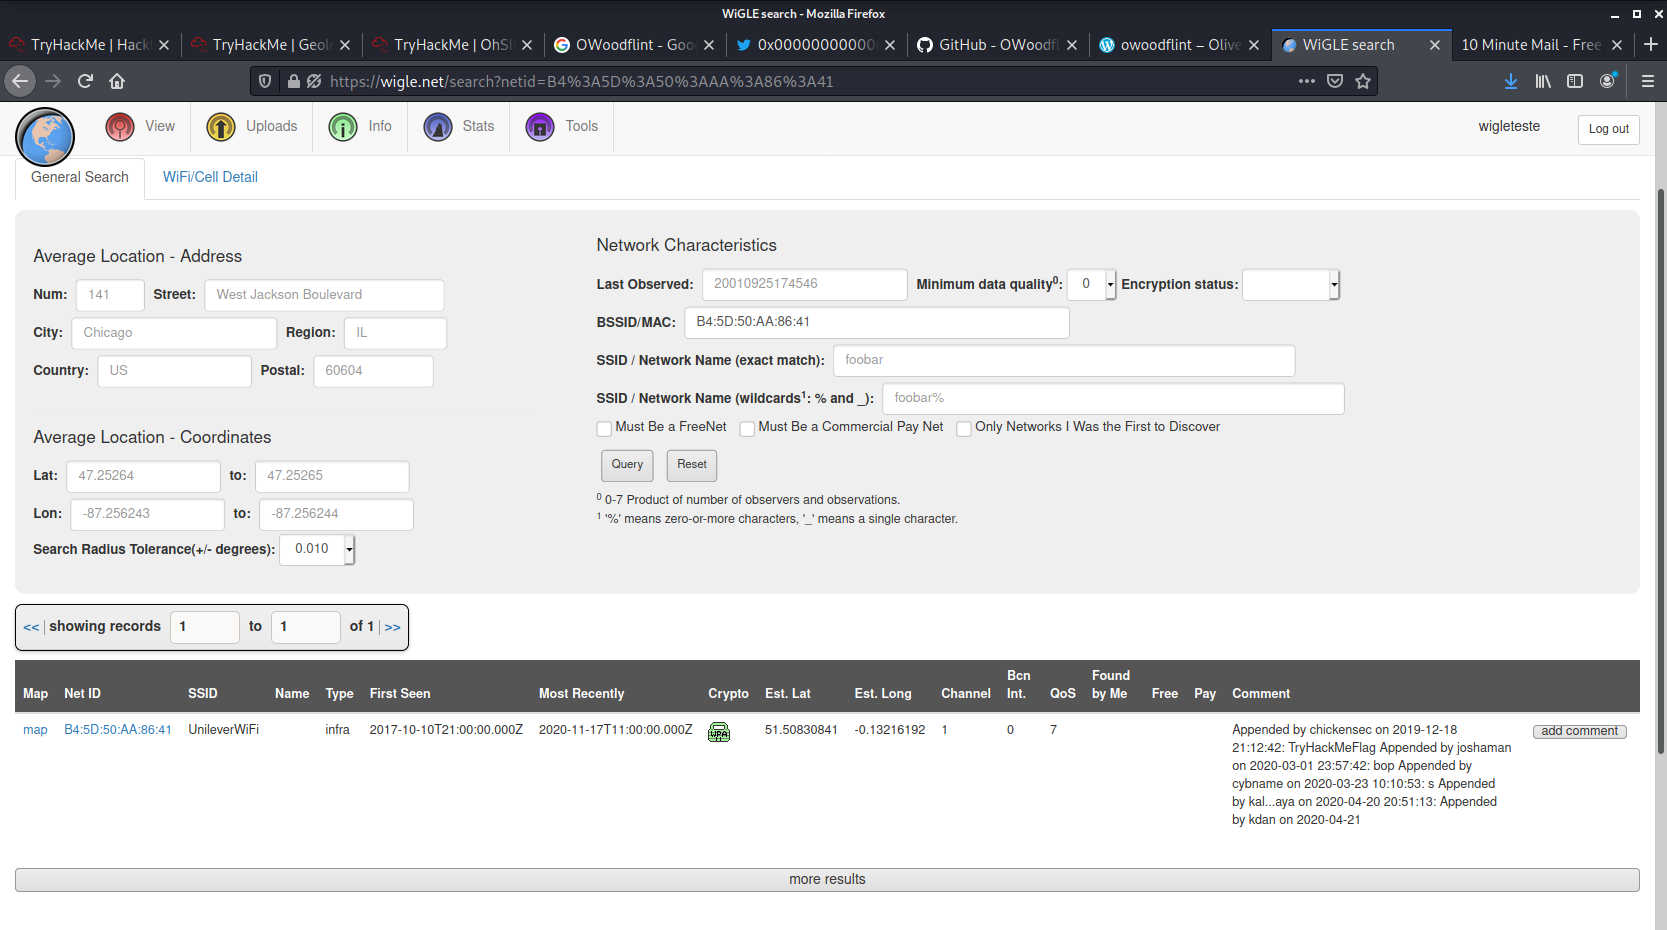 WiGLE search - Mozilla Firefox
TryHackMe | Hack
TryHackMe | Geol
TryHackMe | OhSI
OWoodflint - Goo
0x000000000000
GitHub - OWoodfl
owoodflint – Olive
WiGLE search
10 Minute Mail - Free
https://wigle.net/search?netid=B4%3A5D%3A50%3AAA%3A86%3A41
View
Uploads
Info
Stats
Tools
wigleteste
Log out
General Search
WiFi/Cell Detail
Average Location - Address
Num: 141 Street: West Jackson Boulevard
City: Chicago Region: IL
Country: US Postal: 60604
Average Location - Coordinates
Lat: 47.25264 to: 47.25265
Lon: -87.256243 to: -87.256244
Search Radius Tolerance(+/- degrees): 0.010
Network Characteristics
Last Observed: 20010925174546 Minimum data quality0: 0 Encryption status:
BSSID/MAC: B4:5D:50:AA:86:41
SSID / Network Name (exact match): foobar
SSID / Network Name (wildcards1: % and _): foobar%
Must Be a FreeNet Must Be a Commercial Pay Net Only Networks I Was the First to Discover
Query Reset
0 0-7 Product of number of observers and observations.
1 '%' means zero-or-more characters, '_' means a single character.
<< | showing records 1 to 1 of 1 | >>
Map Net ID SSID Name Type First Seen Most Recently Crypto Est. Lat Est. Long Channel Bcn Int. QoS Found by Me Free Pay Comment
map B4:5D:50:AA:86:41 UnileverWiFi infra 2017-10-10T21:00:00.000Z 2020-11-17T11:00:00.000Z WPA 51.50830841 -0.13216192 1 0 7
Appended by chickensec on 2019-12-18
21:12:42: TryHackMeFlag Appended by joshaman
on 2020-03-01 23:57:42: bop Appended by
cybname on 2020-03-23 10:10:53: s Appended
by kal...aya on 2020-04-20 20:51:13: Appended
by kdan on 2020-04-21
add comment
more results